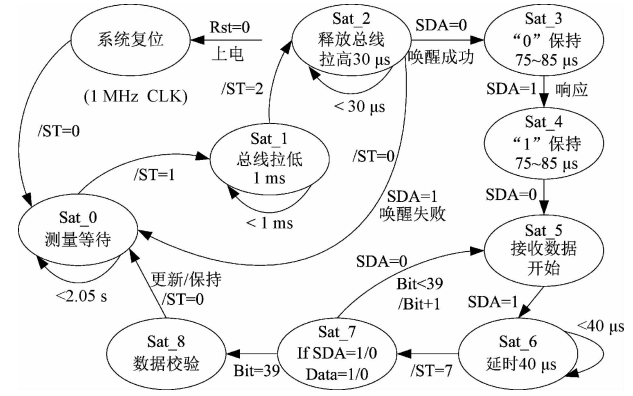 系统复位
(1 MHz CLK)
Rst=0
上电
Sat_2
释放总线
拉高30 μs
< 30 μs
SDA=0
唤醒成功
Sat_3
“0”保持
75~85 μs
SDA=1 响应
Sat_4
“1”保持
75~85 μs
SDA=0
/ST=0
/ST=2
Sat_1
总线拉低
1 ms
< 1 ms
/ST=1
/ST=0
SDA=1
唤醒失败
Sat_0
测量等待
<2.05 s
更新/保持
/ST=0
Sat_5
接收数据
开始
SDA=0
Bit<39
/Bit+1
SDA=1
Sat_6
延时40 μs
<40 μs
/ST=7
Sat_7
If SDA=1/0
Data=1/0
Bit=39
Sat_8
数据校验